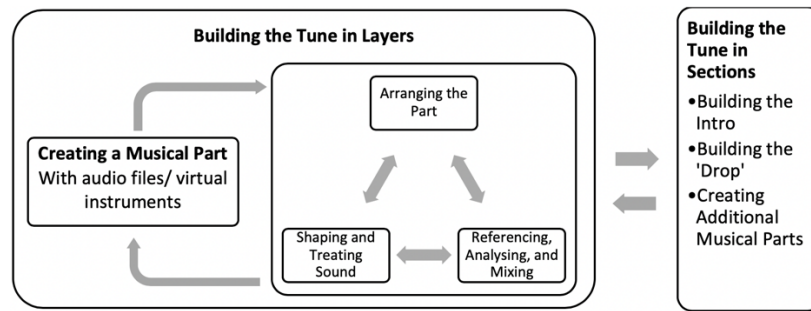 Building the Tune in Layers
Arranging the
Part
Creating a Musical Part
With audio files/ virtual
instruments
Shaping and
Treating
Sound
Referencing,
Analysing, and
Mixing
Building the
Tune in
Sections
•Building the
Intro
•Building the
'Drop'
•Creating
Additional
Musical Parts